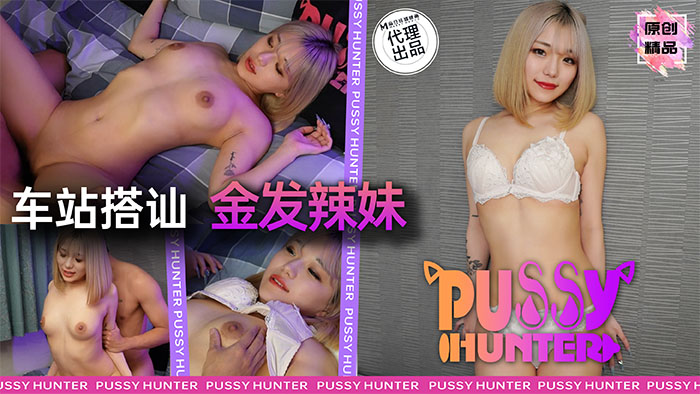 代理
出品
原创
精品
车站搭讪 金发辣妹
PUSSY HUNTER PUSSY HUNTER
PUSSY HUNTER PUSSY HUNTER
PUSSY
HUNTER
PUSSY HUNTER PUSSY HUNTER PUSSY HUNTER PUSSY HUNTER PUSSY HUNTER PUSSY HUNTER PUSSY HUNTER